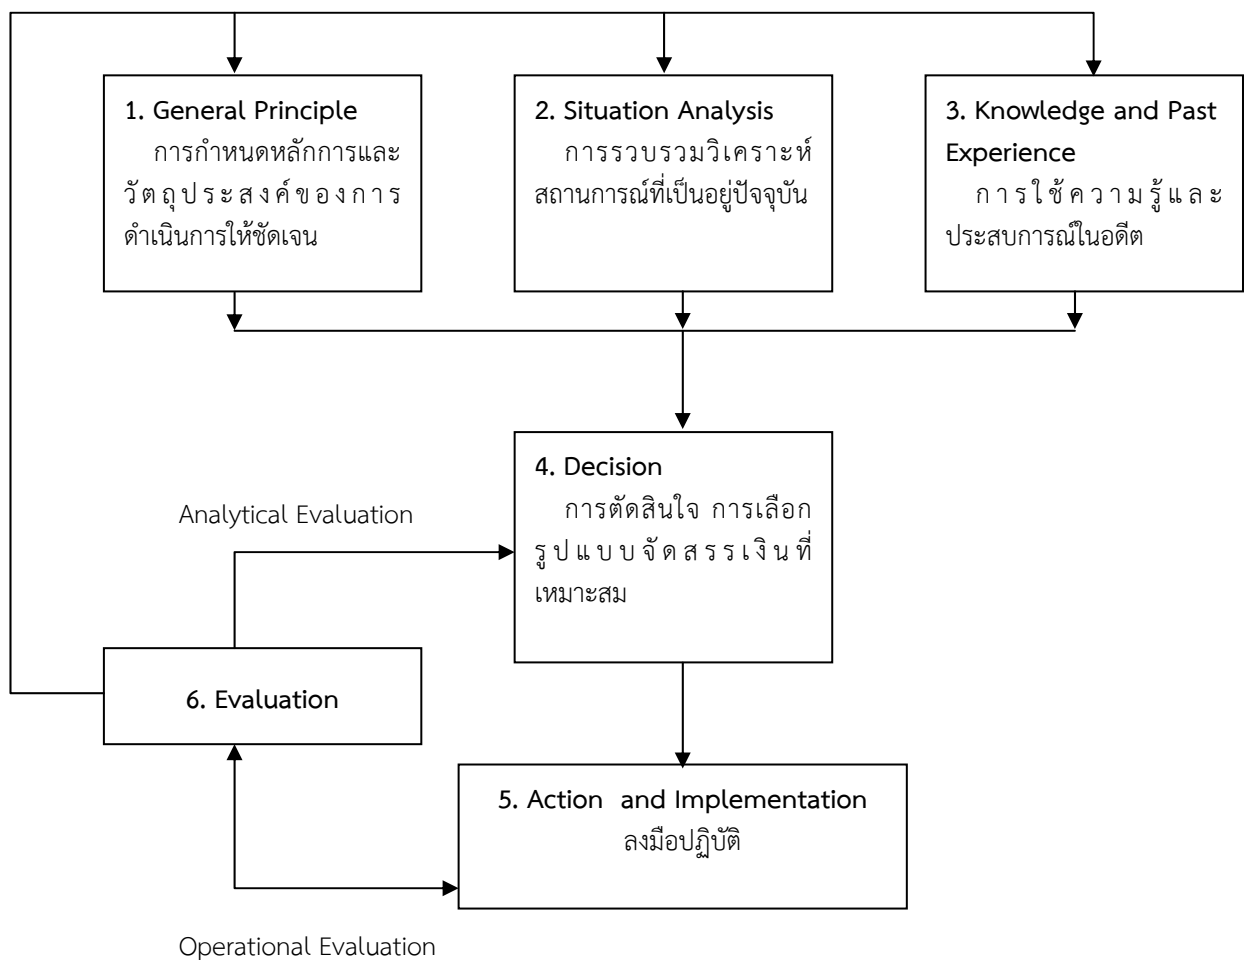 1. General Principle
การกำหนดหลักการและ
วัตถุประสงค์ของการ
ดำเนินการให้ชัดเจน
2. Situation Analysis
การรวบรวมวิเคราะห์
สถานการณ์ที่เป็นอยู่ปัจจุบัน
3. Knowledge and Past
Experience
การใช้ความรู้และ
ประสบการณ์ในอดีต
4. Decision
การตัดสินใจ การเลือก
รูปแบบจัดสรรเงินที่
เหมาะสม
Analytical Evaluation
6. Evaluation
5. Action and Implementation
ลงมือปฏิบัติ
Operational Evaluation